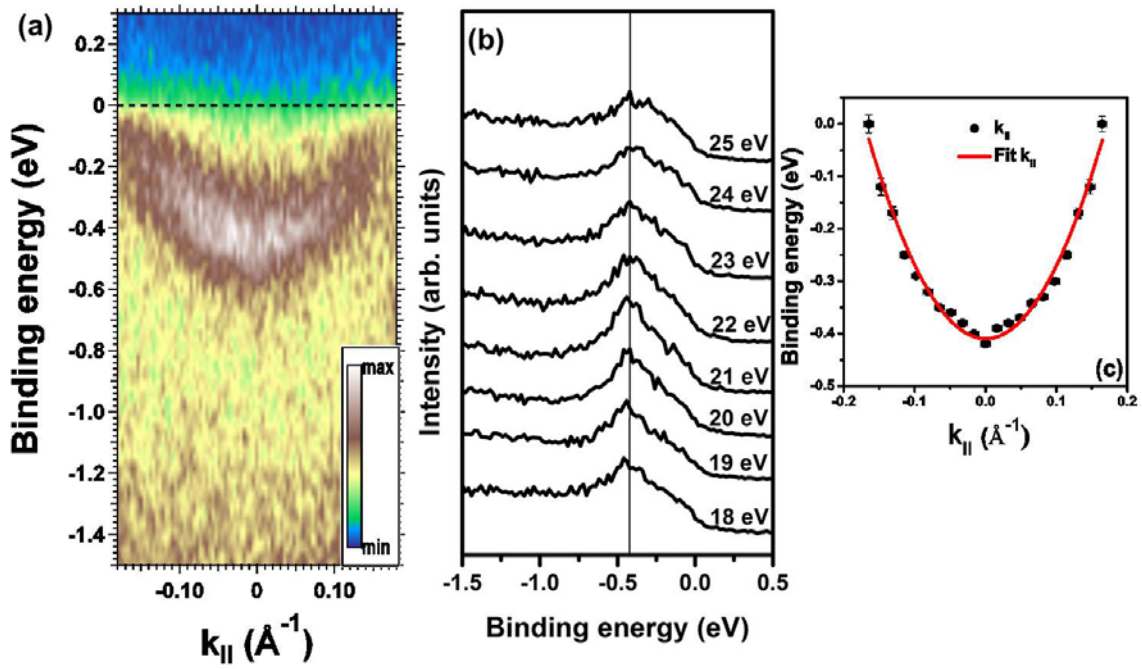 (a)
0.2
0
-0.2
-0.4
-0.6
-0.8
-1.0
-1.2
-1.4
Binding energy (eV)
max
min
-0.10 0 0.10
k|| (Å-1)
(b)
25 eV
24 eV
23 eV
22 eV
21 eV
20 eV
19 eV
18 eV
Intensity (arb. units)
-1.5 -1.0 -0.5 0.0 0.5
Binding energy (eV)
0.0
-0.1
-0.2
-0.3
-0.4
-0.5
Binding energy (eV)
k||
Fit k||
(c)
-0.2 -0.1 0.0 0.1 0.2
k|| (Å-1)